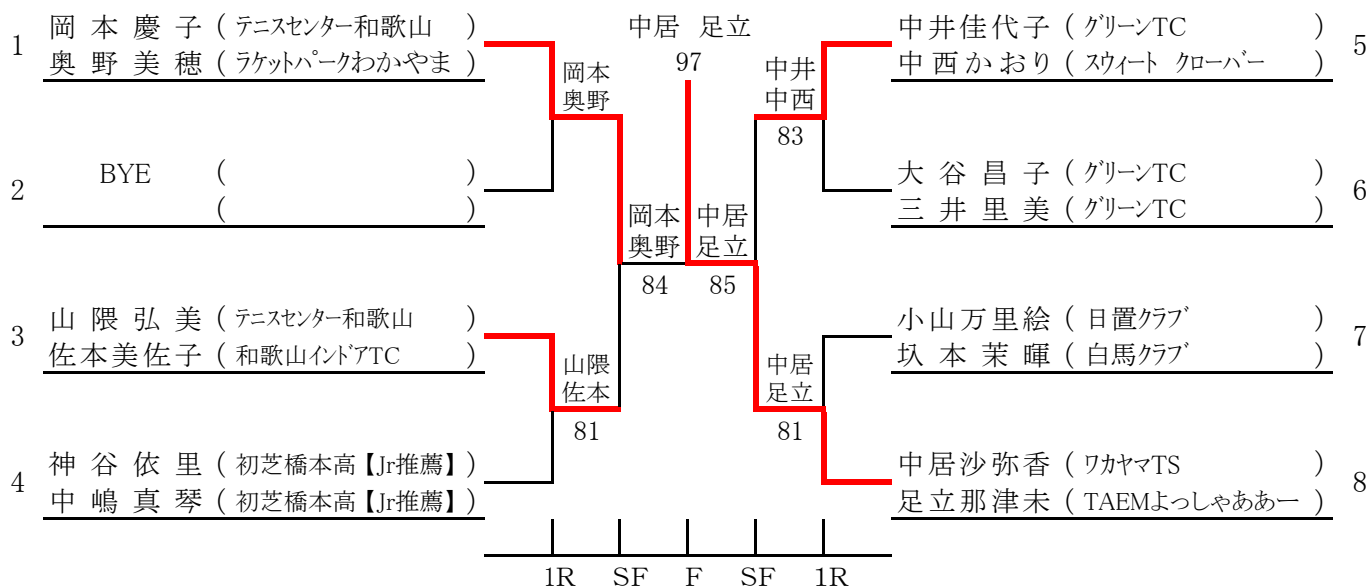 1
岡本慶子 ( テニスセンター和歌山 )
奥野美穂 ( ラケットパークわかやま )
2
BYE ( )
( )
3
山隈弘美 ( テニスセンター和歌山 )
佐本美佐子 ( 和歌山インドアTC )
4
神谷依里 ( 初芝橋本高【Jr推薦】 )
中嶋真琴 ( 初芝橋本高【Jr推薦】 )
岡本
奥野
山隈
佐本
81
岡本
奥野
84
中居 足立
97
中居
足立
85
中井
中西
83
中居
足立
81
中井佳代子 ( グリーンTC )
中西かおり ( スウィート クローバー )
5
大谷昌子 ( グリーンTC )
三井里美 ( グリーンTC )
6
小山万里絵 ( 日置クラブ )
圦本茉暉 ( 白馬クラブ )
7
中居沙弥香 ( ワカヤマTS )
足立那津未 ( TAEMよっしゃああー )
8
1R SF F SF 1R